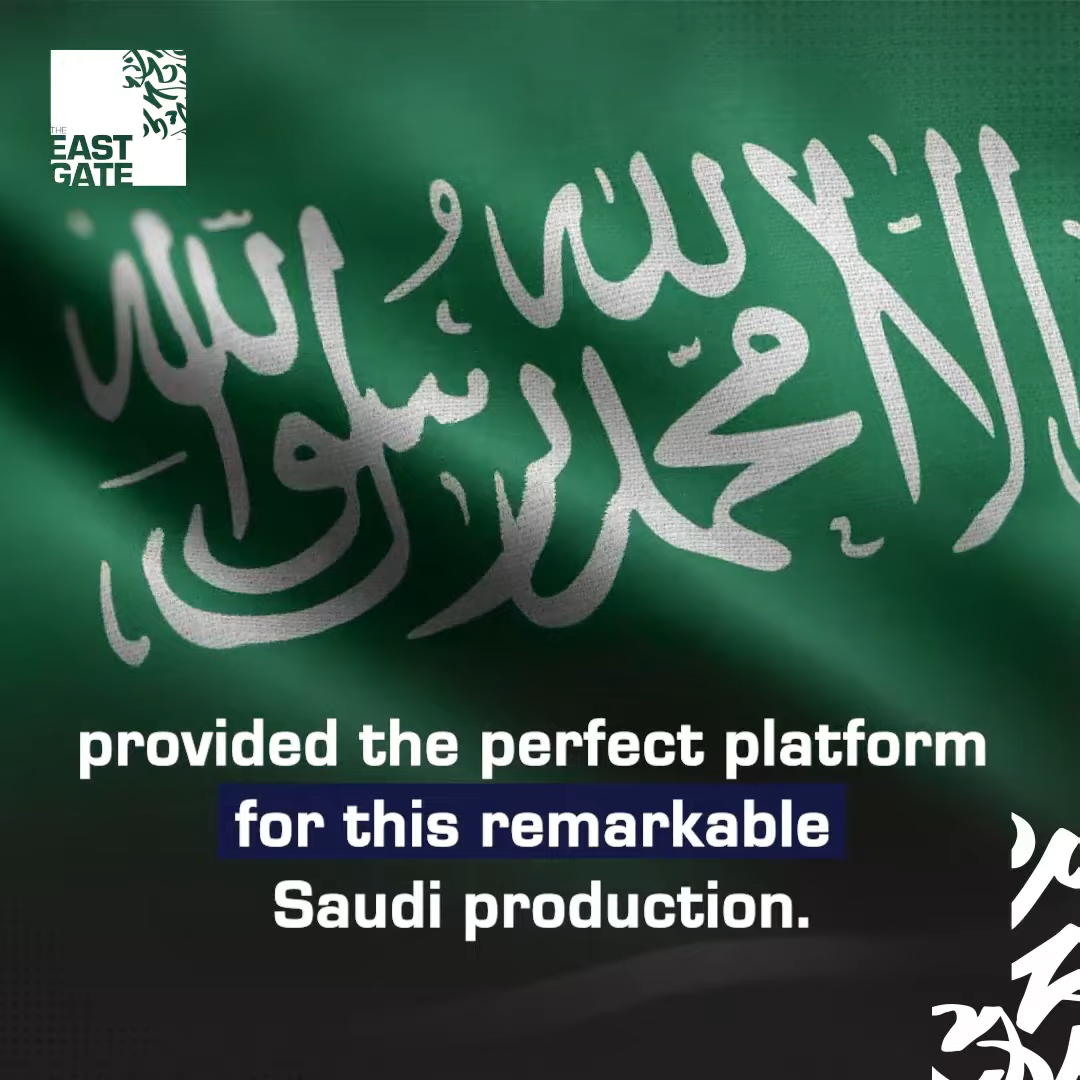 THE
EAST
GATE
الا الله
محمد رسول الله
provided the perfect platform
for this remarkable
Saudi production.